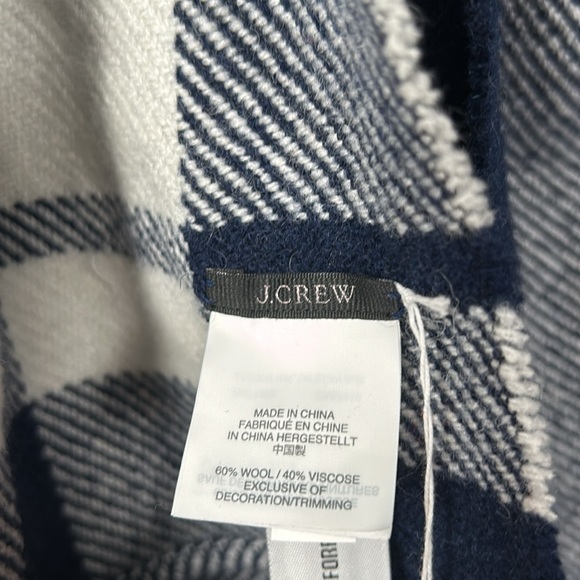 J.CREW
MADE IN CHINA
FABRIQUÉ EN CHINE
IN CHINA HERGESTELLT
中国製
60% WOOL / 40% VISCOSE
EXCLUSIVE OF
DECORATION/TRIMMING